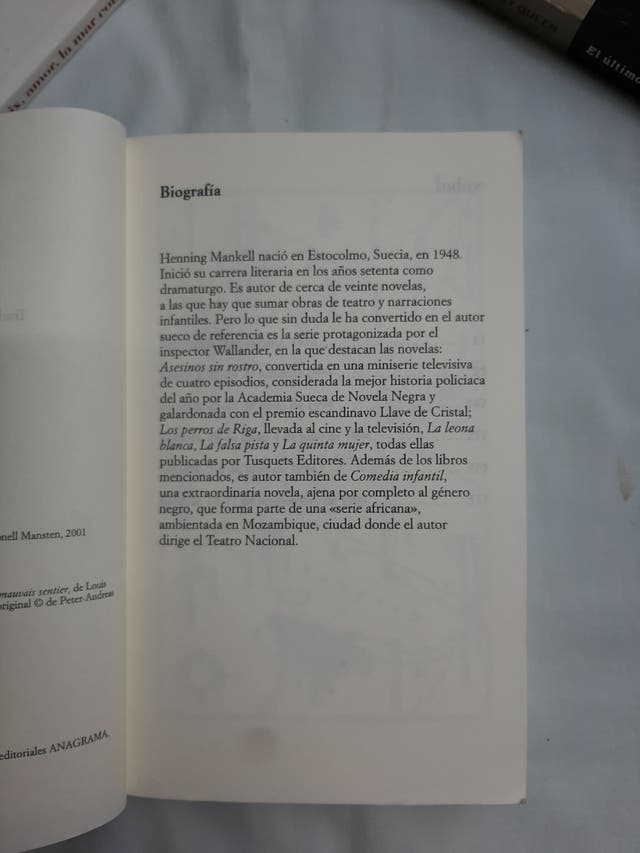 ix, amor, la mar
QUEEN
El último
Biografía
Henning Mankell nació en Estocolmo, Suecia, en 1948.
Inició su carrera literaria en los años setenta como
dramaturgo. Es autor de cerca de veinte novelas,
a las que hay que sumar obras de teatro y narraciones
infantiles. Pero lo que sin duda le ha convertido en el autor
sueco de referencia es la serie protagonizada por el
inspector Wallander, en la que destacan las novelas:
Asesinos sin rostro, convertida en una miniserie televisiva
de cuatro episodios, considerada la mejor historia policiaca
del año por la Academia Sueca de Novela Negra y
galardonada con el premio escandinavo Llave de Cristal;
Los perros de Riga, llevada al cine y la televisión, La leona
blanca, La falsa pista y La quinta mujer, todas ellas
publicadas por Tusquets Editores. Además de los libros
mencionados, es autor también de Comedia infantil,
una extraordinaria novela, ajena por completo al género
negro, que forma parte de una «serie africana»,
ambientada en Mozambique, ciudad donde el autor
dirige el Teatro Nacional.
nell Mansten, 2001
mauvais sentier, de Louis
original © de Peter-Andreas
editoriales ANAGRAMA,